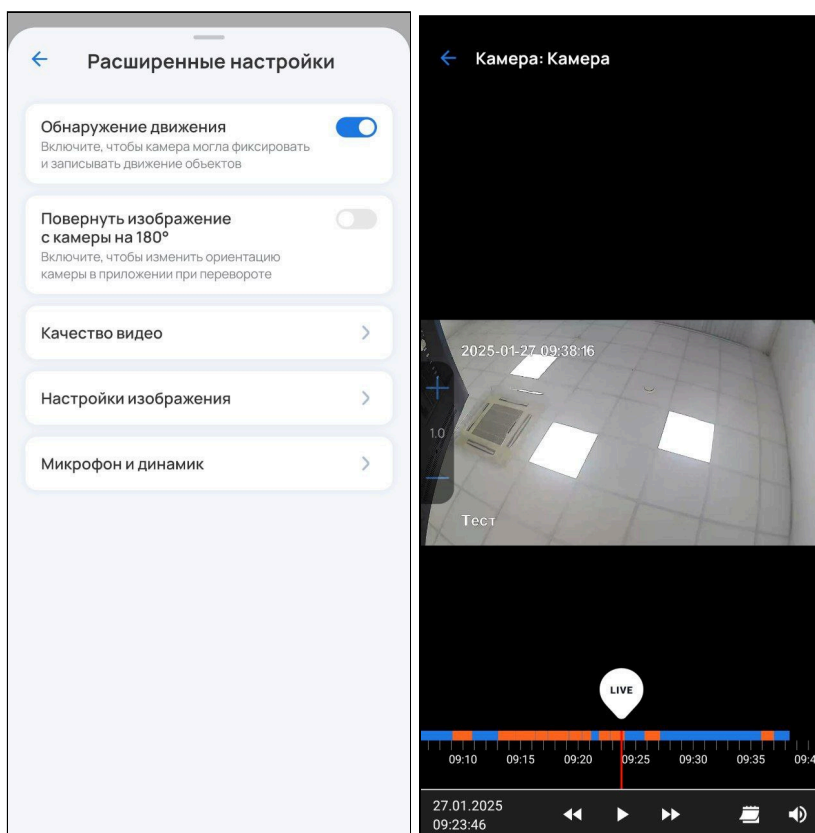 Расширенные настройки
Обнаружение движения
Включите, чтобы камера могла фиксировать
и записывать движение объектов
Повернуть изображение
с камеры на 180°
Включите, чтобы изменить ориентацию
камеры в приложении при перевороте
Качество видео
Настройки изображения
Микрофон и динамик
Камера: Камера
2025-01-27 09:38:16
1.0
Тест
LIVE
09:10 09:15 09:20 09:25 09:30 09:35 09:4
27.01.2025
09:23:46